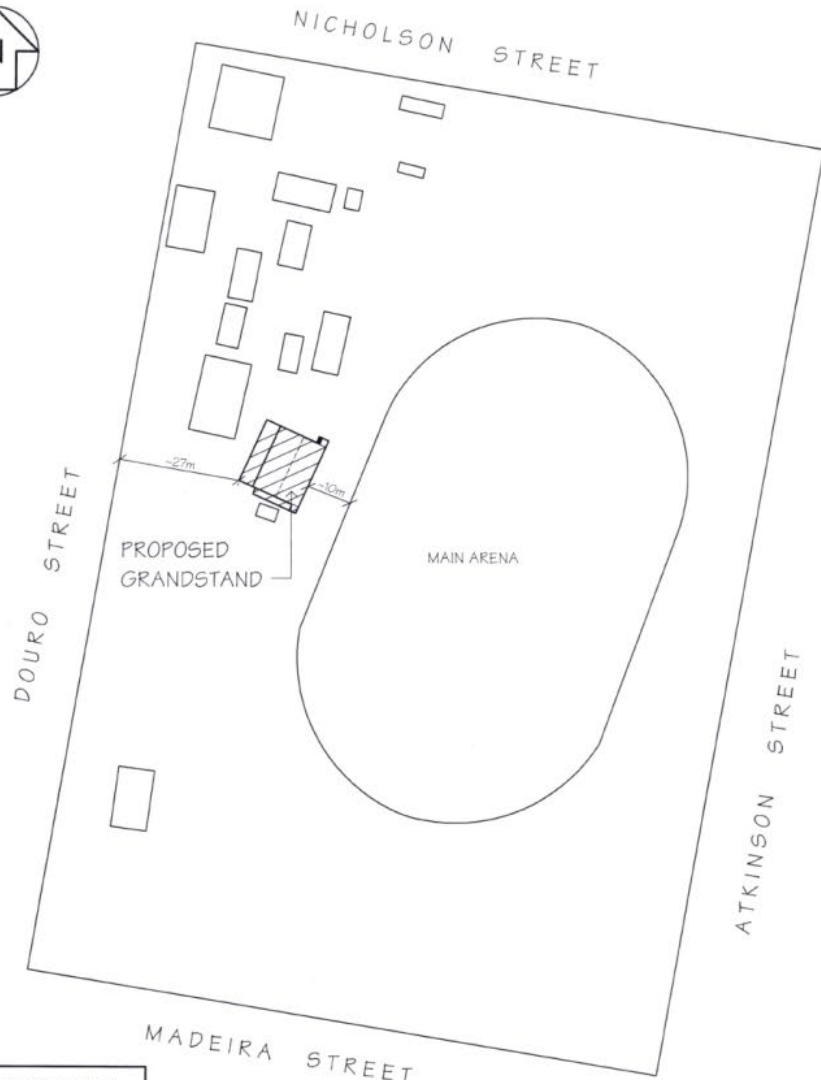 NICHOLSON STREET
~27m
~10m
PROPOSED
GRANDSTAND
MAIN ARENA
DOURO STREET
ATKINSON STREET
MADEIRA STREET